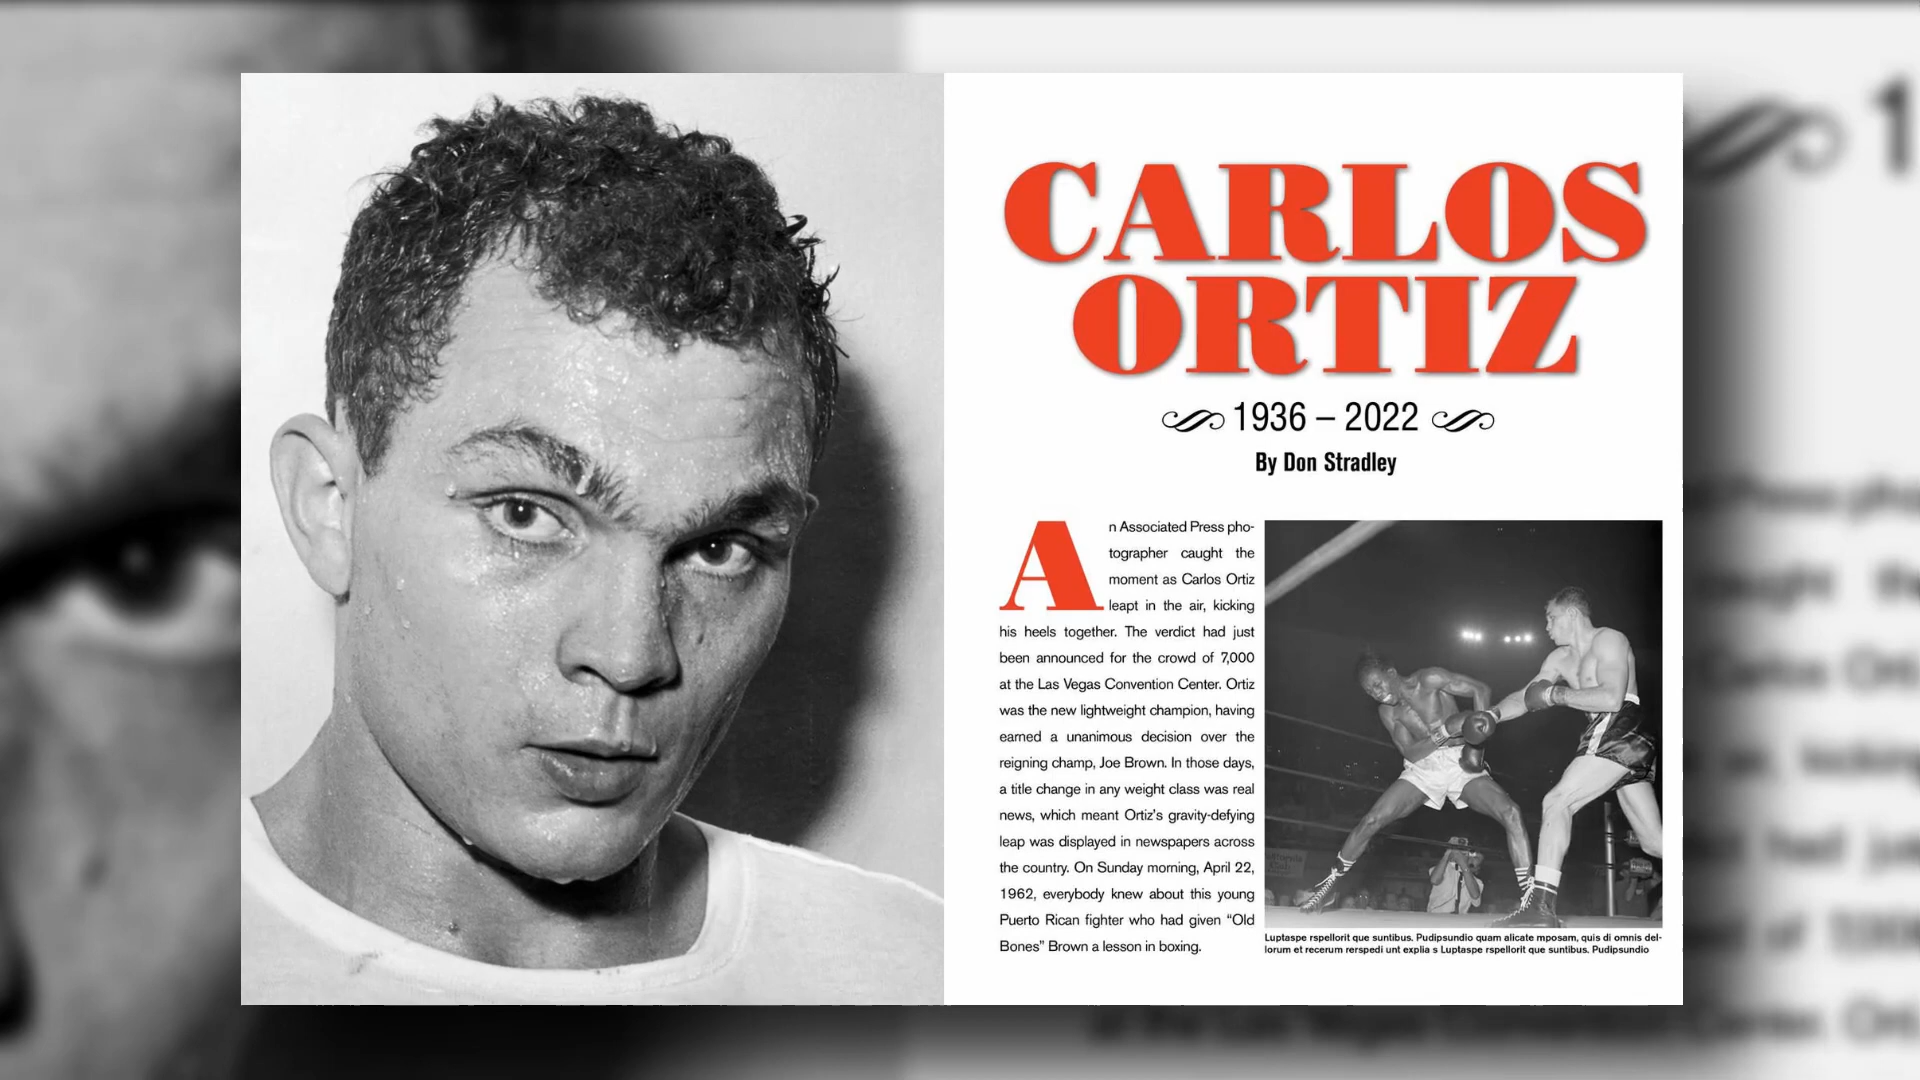 CARLOS
ORTIZ
1936 – 2022
By Don Stradley
An Associated Press pho-
tographer caught the
moment as Carlos Ortiz
leapt in the air, kicking
his heels together. The verdict had just
been announced for the crowd of 7,000
at the Las Vegas Convention Center. Ortiz
was the new lightweight champion, having
earned a unanimous decision over the
reigning champ, Joe Brown. In those days,
a title change in any weight class was real
news, which meant Ortiz’s gravity-defying
leap was displayed in newspapers across
the country. On Sunday morning, April 22,
1962, everybody knew about this young
Puerto Rican fighter who had given “Old
Bones” Brown a lesson in boxing.
Luptaspe rspellorit que suntibus. Pudipsundio quam alicate mposam, quis di omnis del-
lorum et recerum rerspedi unt explia s Luptaspe rspellorit que suntibus. Pudipsundio